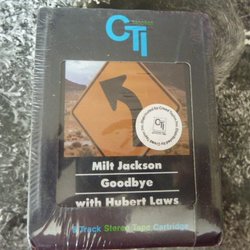 CTI
Milt Jackson
Goodbye
with Hubert Laws
8 Track Stereo Tape Cartridge